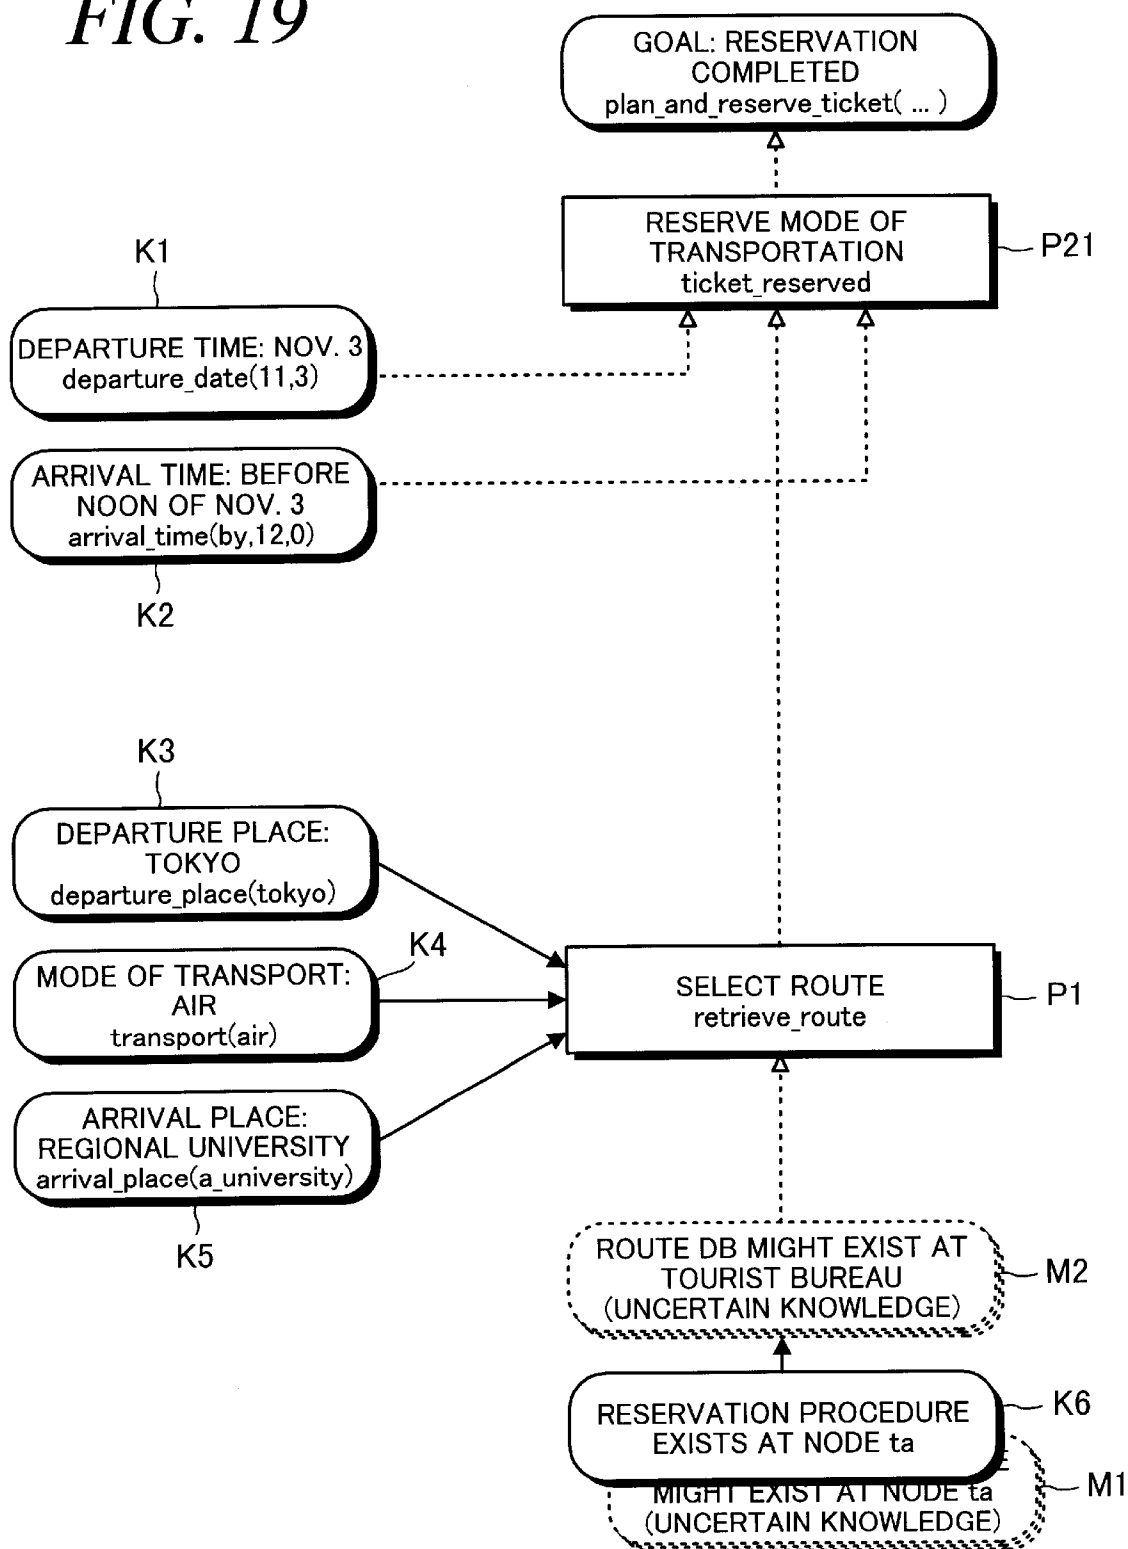 FIG. 19
GOAL: RESERVATION
COMPLETED
plan_and_reserve_ticket( ... )
RESERVE MODE OF
TRANSPORTATION
ticket_reserved
P21
K1
DEPARTURE TIME: NOV. 3
departure_date(11,3)
ARRIVAL TIME: BEFORE
NOON OF NOV. 3
arrival_time(by,12,0)
K2
K3
DEPARTURE PLACE:
TOKYO
departure_place(tokyo)
K4
MODE OF TRANSPORT:
AIR
transport(air)
SELECT ROUTE
retrieve_route
P1
ARRIVAL PLACE:
REGIONAL UNIVERSITY
arrival_place(a_university)
K5
ROUTE DB MIGHT EXIST AT
TOURIST BUREAU
(UNCERTAIN KNOWLEDGE)
M2
RESERVATION PROCEDURE
EXISTS AT NODE ta
K6
MIGHT EXIST AT NODE ta
(UNCERTAIN KNOWLEDGE)
M1